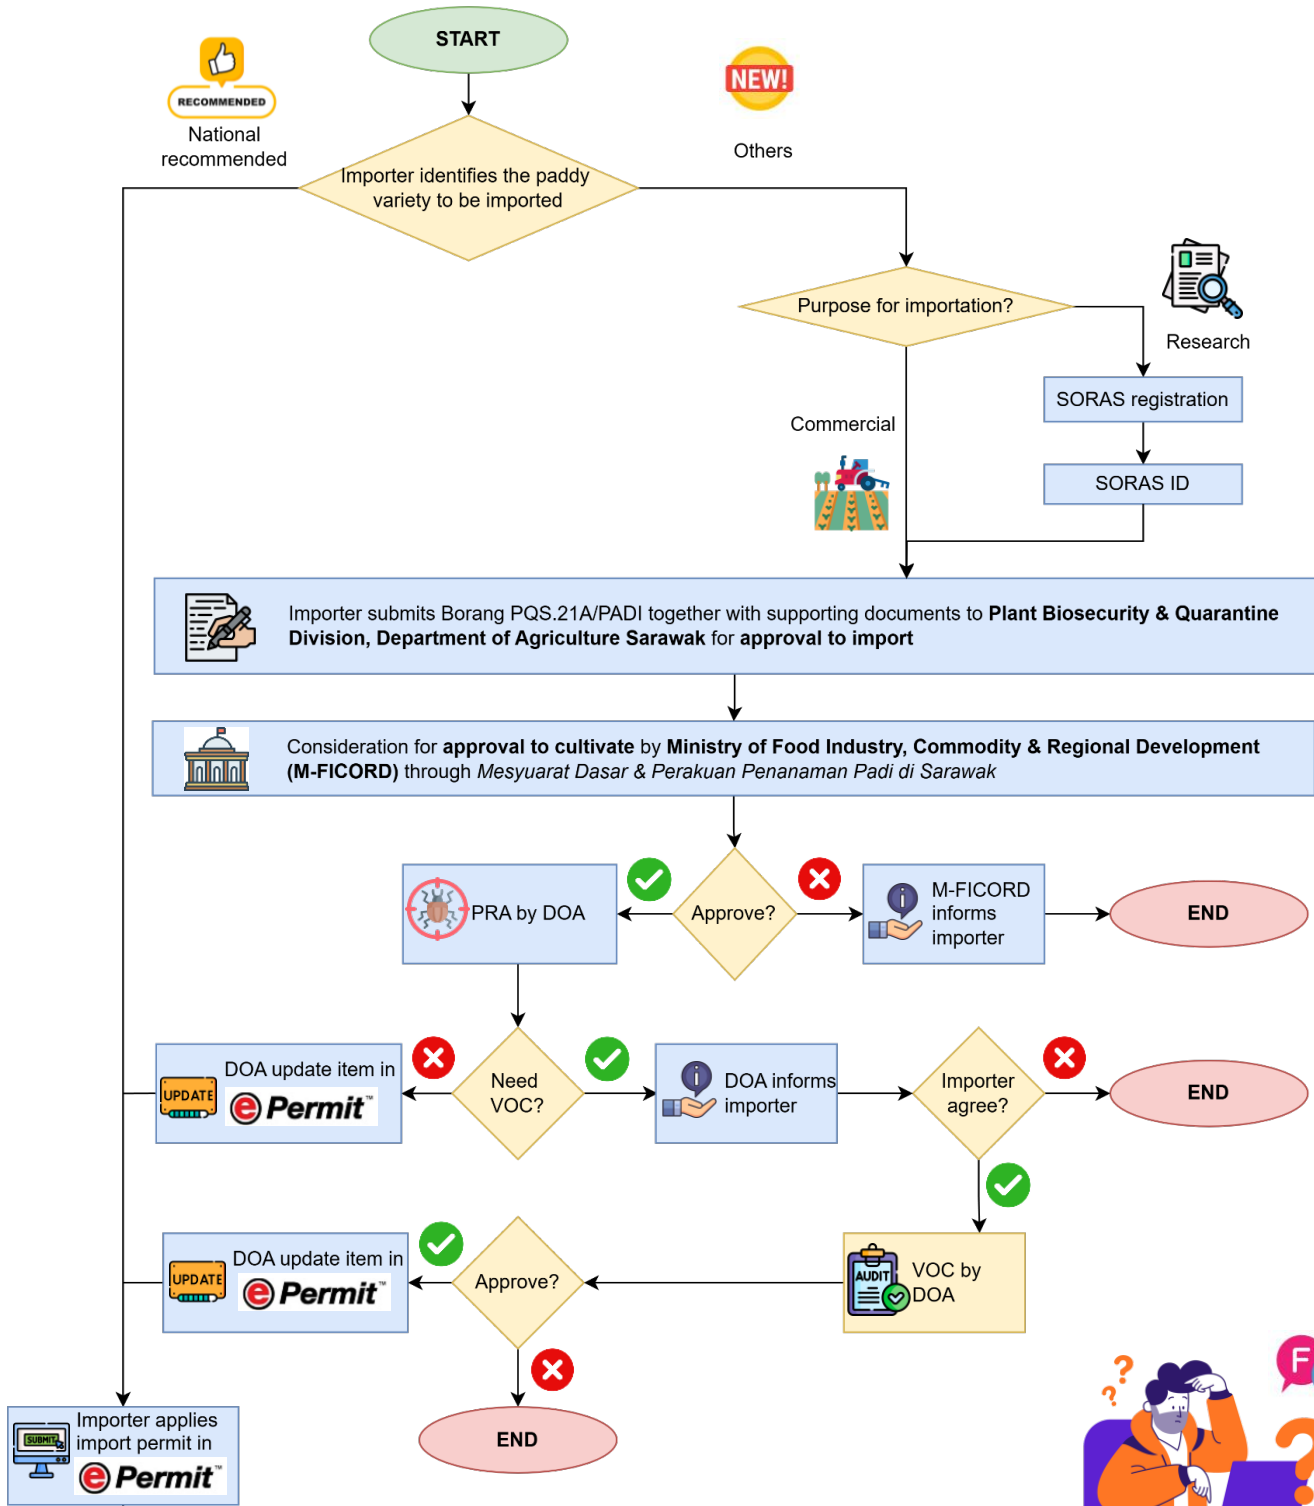 START
RECOMMENDED
National
recommended
NEW!
Others
Importer identifies the paddy
variety to be imported
Purpose for importation?
Research
SORAS registration
Commercial
SORAS ID
Importer submits Borang PQS.21A/PADI together with supporting documents to Plant Biosecurity & Quarantine
Division, Department of Agriculture Sarawak for approval to import
Consideration for approval to cultivate by Ministry of Food Industry, Commodity & Regional Development
(M-FICORD) through Mesyuarat Dasar & Perakuan Penanaman Padi di Sarawak
PRA by DOA
Approve?
M-FICORD
informs
importer
END
UPDATE
DOA update item in
ePermit™
Need
VOC?
DOA informs
importer
Importer
agree?
END
UPDATE
DOA update item in
ePermit™
Approve?
AUDIT
VOC by
DOA
SUBMIT
Importer applies
import permit in
ePermit™
END
? ?
F
?